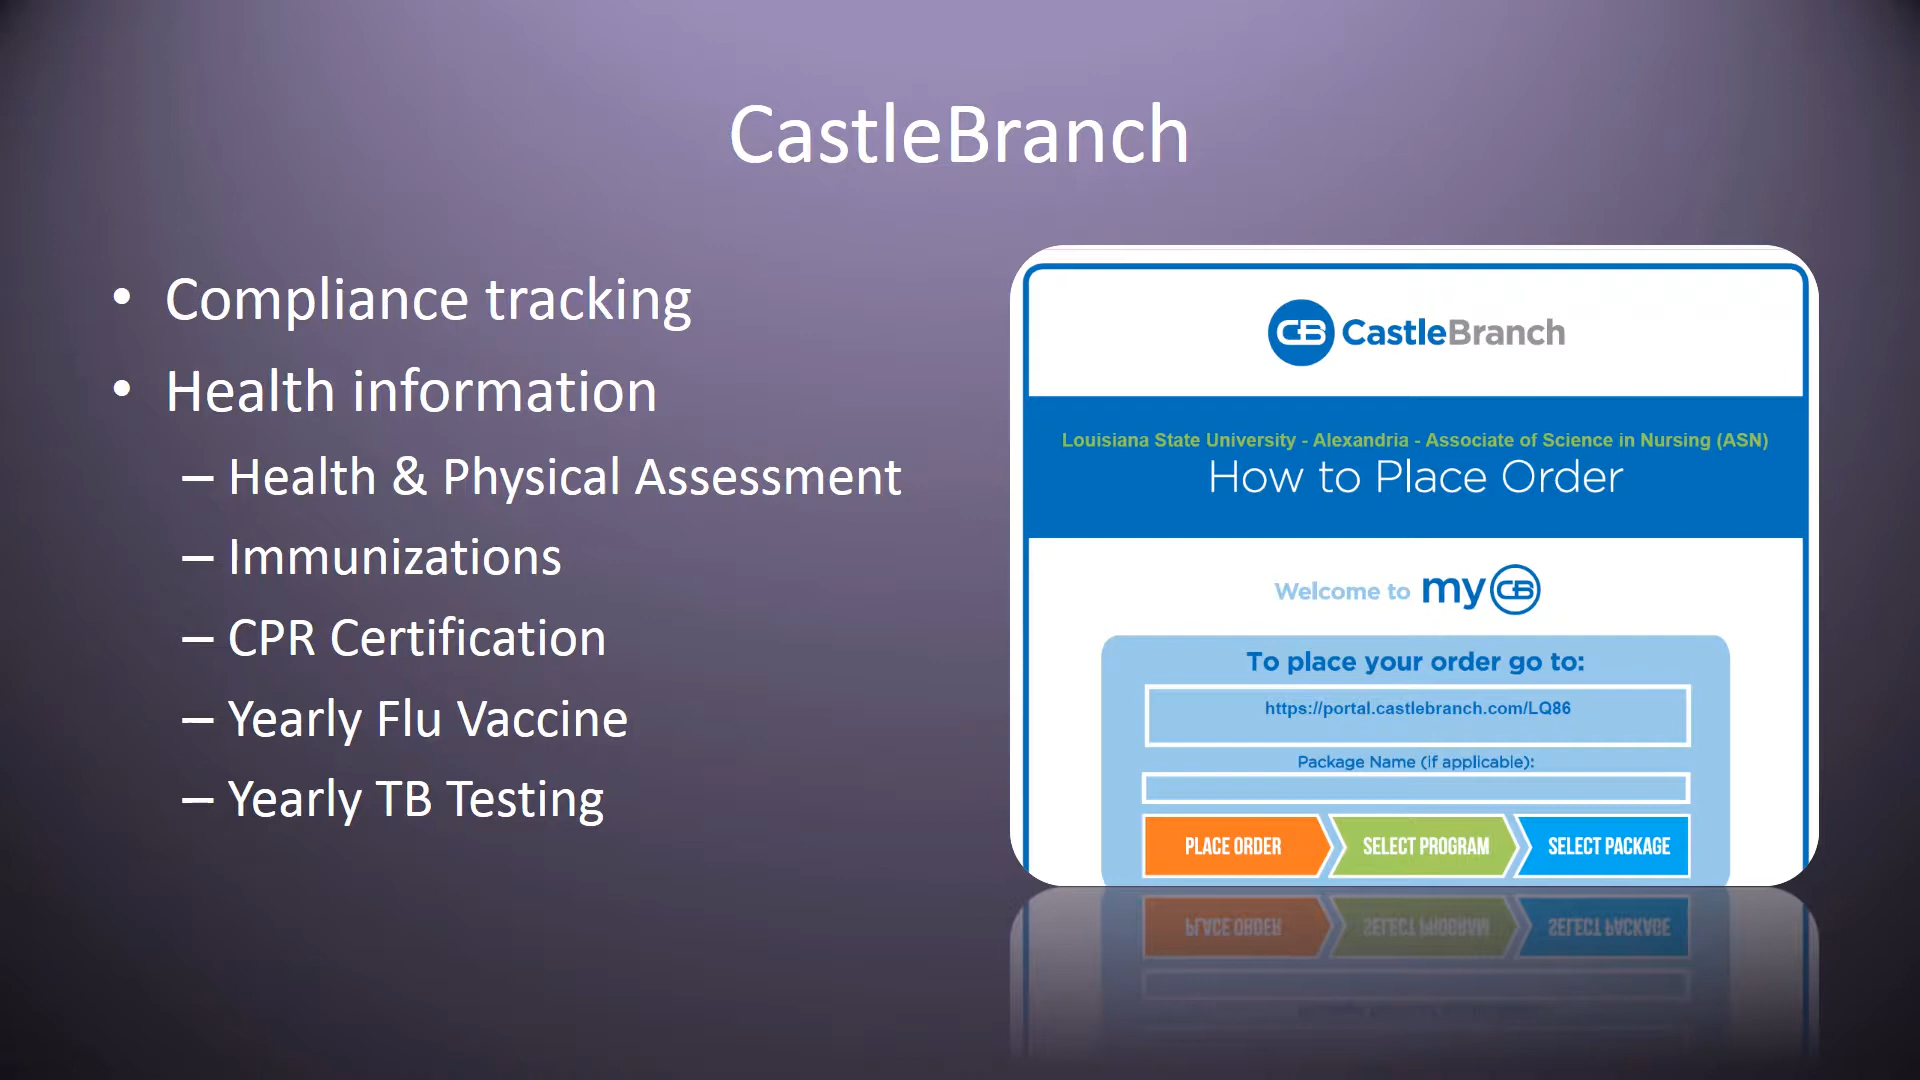 CastleBranch
• Compliance tracking
• Health information
– Health & Physical Assessment
– Immunizations
– CPR Certification
– Yearly Flu Vaccine
– Yearly TB Testing
CB CastleBranch
Louisiana State University - Alexandria - Associate of Science in Nursing (ASN)
How to Place Order
Welcome to myCB
To place your order go to:
https://portal.castlebranch.com/LQ86
Package Name (if applicable):
PLACE ORDER SELECT PROGRAM SELECT PACKAGE